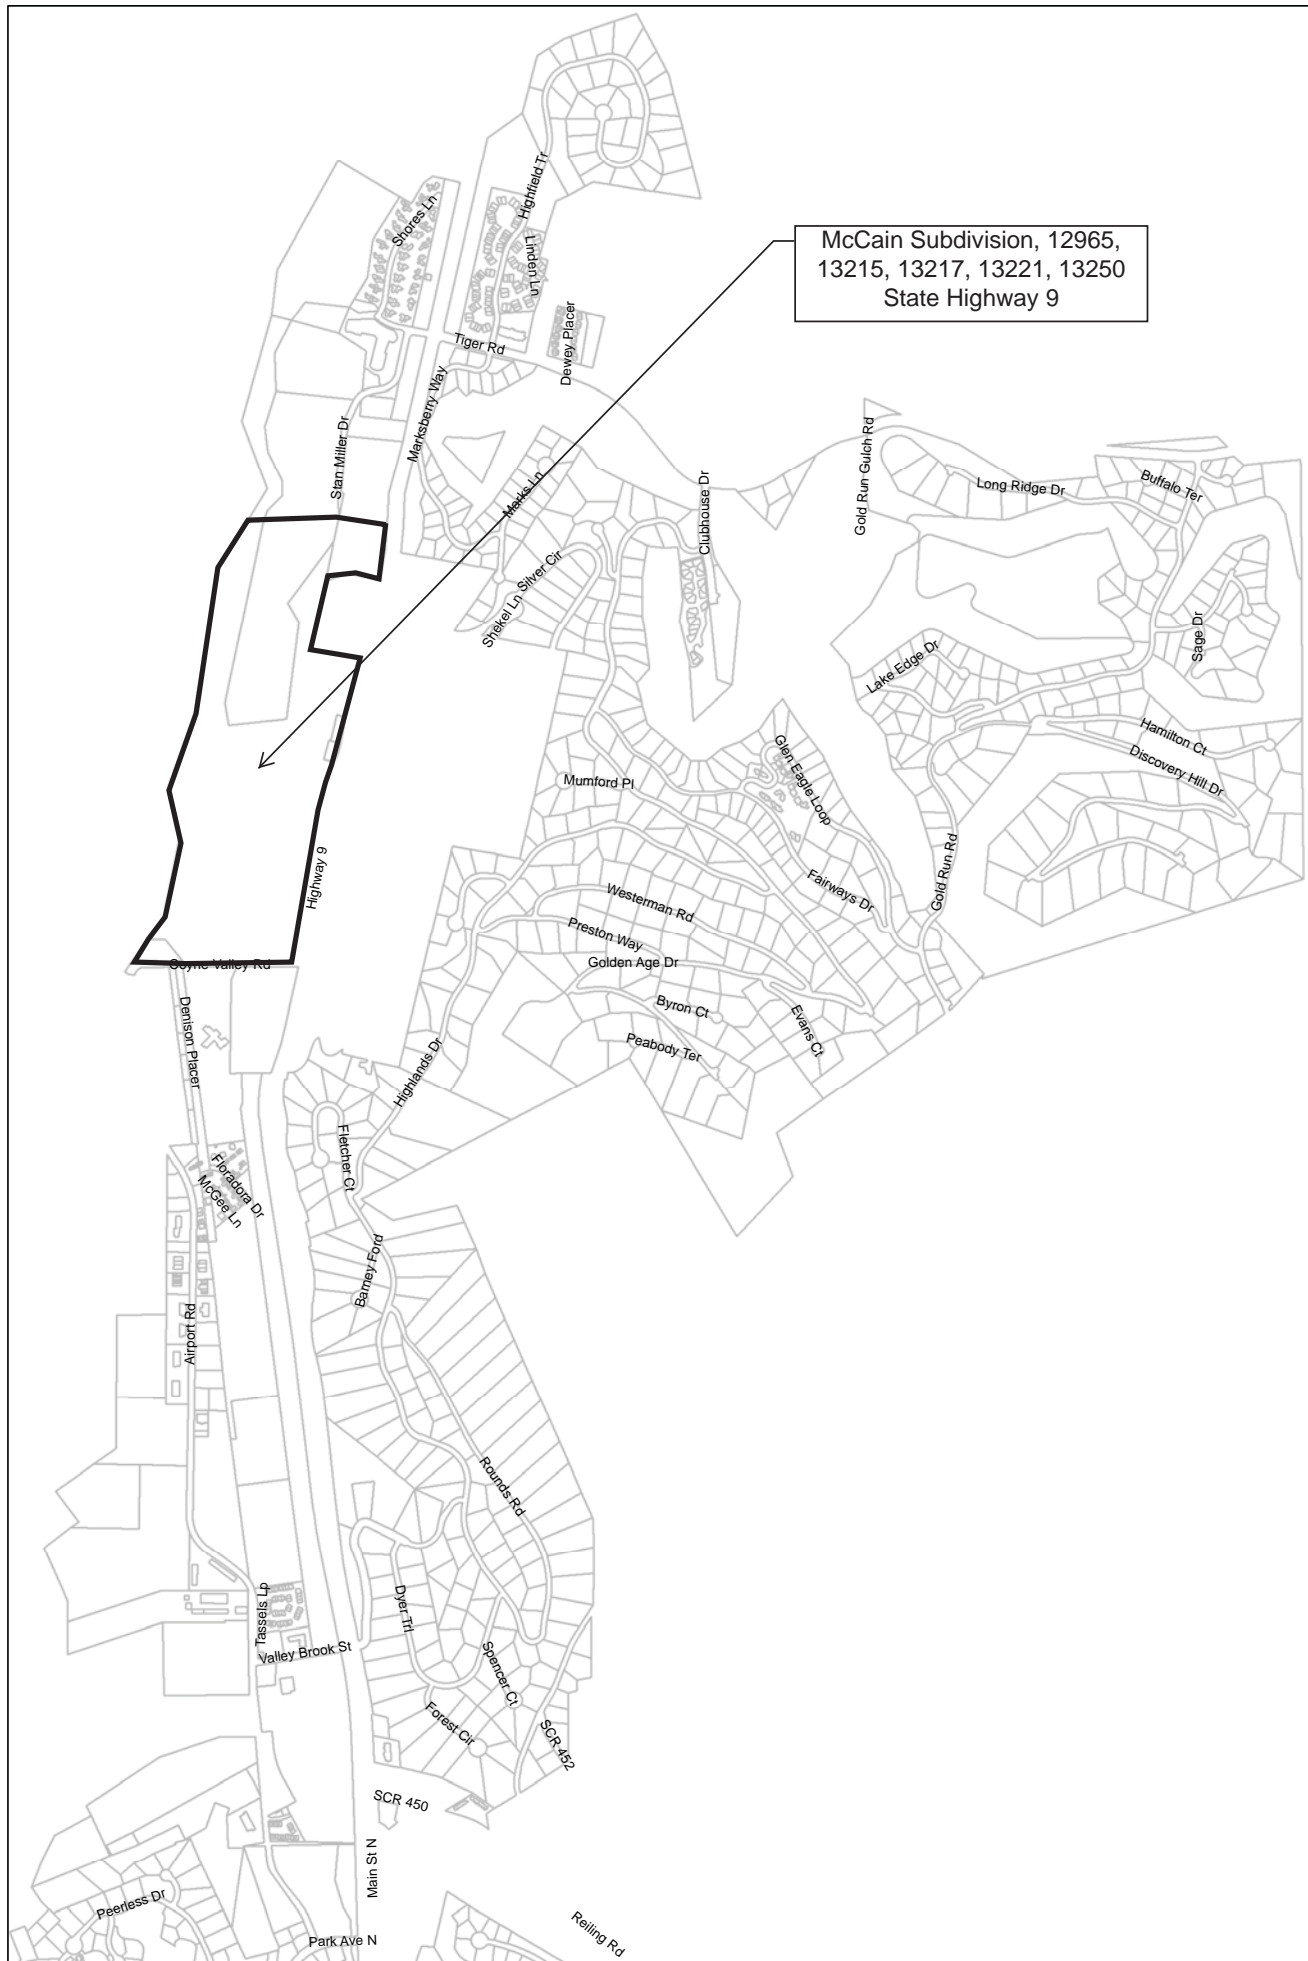 Highfield Tr
Shores Ln
Linden Ln
McCain Subdivision, 12965,
13215, 13217, 13221, 13250
State Highway 9
Tiger Rd
Dewey Placer
Marksberry Way
Stan Miller Dr
Gold Run Gulch Rd
Marks Ln
Clubhouse Dr
Long Ridge Dr
Buffalo Ter
Silver Cir
Shekel Ln
Sage Dr
Lake Edge Dr
Hamilton Ct
Discovery Hill Dr
Glen Eagle Loop
Mumford Pl
Highway 9
Fairways Dr
Gold Run Rd
Westerman Rd
Preston Way
Golden Age Dr
Coyne Valley Rd
Byron Ct
Evans Ct
Peabody Ter
Denison Placer
Highlands Dr
Fletcher Ct
Floradora Dr
McGee Ln
Barney Ford
Airport Rd
Rounds Rd
Tassels Lp
Dyer Trl
Valley Brook St
Spencer Ct
Forest Cir
SCR 452
SCR 450
Main St N
Peerless Dr
Park Ave N
Reiling Rd